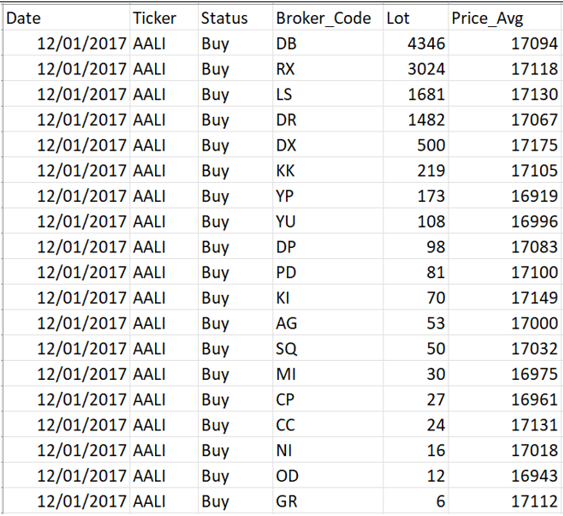 Date Ticker Status Broker_Code Lot Price_Avg
12/01/2017 AALI Buy DB 4346 17094
12/01/2017 AALI Buy RX 3024 17118
12/01/2017 AALI Buy LS 1681 17130
12/01/2017 AALI Buy DR 1482 17067
12/01/2017 AALI Buy DX 500 17175
12/01/2017 AALI Buy KK 219 17105
12/01/2017 AALI Buy YP 173 16919
12/01/2017 AALI Buy YU 108 16996
12/01/2017 AALI Buy DP 98 17083
12/01/2017 AALI Buy PD 81 17100
12/01/2017 AALI Buy KI 70 17149
12/01/2017 AALI Buy AG 53 17000
12/01/2017 AALI Buy SQ 50 17032
12/01/2017 AALI Buy MI 30 16975
12/01/2017 AALI Buy CP 27 16961
12/01/2017 AALI Buy CC 24 17131
12/01/2017 AALI Buy NI 16 17018
12/01/2017 AALI Buy OD 12 16943
12/01/2017 AALI Buy GR 6 17112